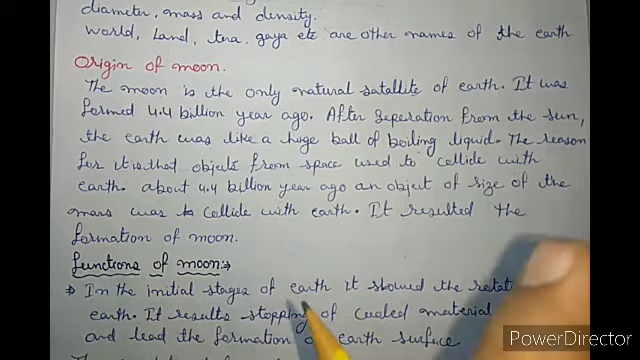 diameter, mass and density.
World, Land, tera, gaya etc are other names of the earth
Origin of moon.
The moon is the only natural satallite of earth. It was
formed 4.4 billion year ago. After seperation from the sun,
the earth was like a huge ball of boiling liquid. The reason
for it is that objects from space used to collide with
earth. about 4.4 billion year ago an object of size of the
mars was collide with earth. It resulted the
formation of moon.
functions of moon:→
In the initial stages of earth it slowed the
earth. It results stopping of cooled material
and lead the formation of earth surface
PowerDirector